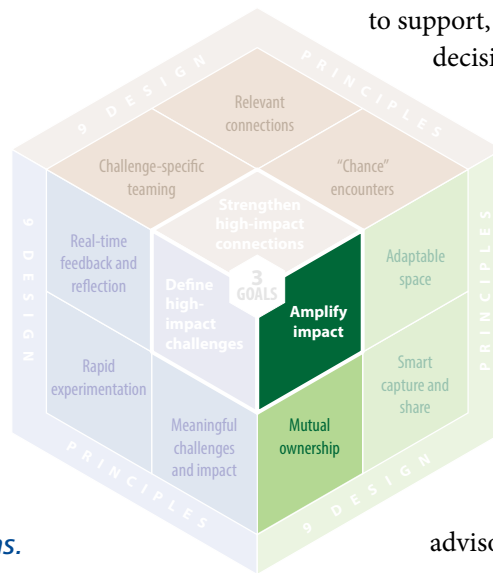 to support,
decisi
9 DESIGN
PRINCIPLES
Relevant
connections
Challenge-specific
teaming
“Chance”
encounters
Strengthen
high-impact
connections
Real-time
feedback and
reflection
Adaptable
space
3
GOALS
Define
high-
impact
challenges
Amplify
impact
9 DESIGN
PRINCIPLES
Rapid
experimentation
Smart
capture and
share
Meaningful
challenges
and impact
Mutual
ownership
PRINCIPLES
9 DESIGN
ns.
adviso